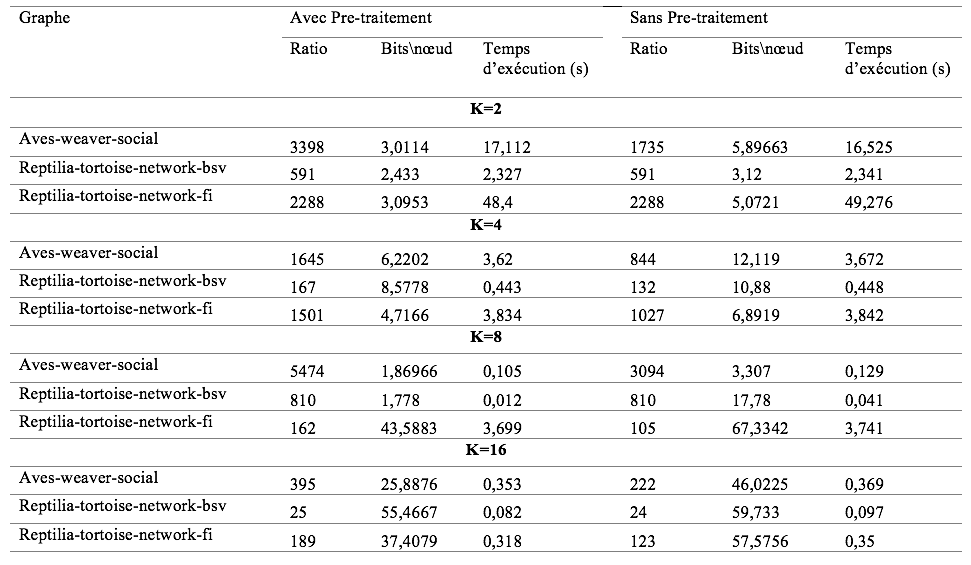 Graphe Avec Pre-traitement Sans Pre-traitement
Ratio Bits\nœud Temps d’exécution (s) Ratio Bits\nœud Temps d’exécution (s)
K=2
Aves-weaver-social 3398 3,0114 17,112 1735 5,89663 16,525
Reptilia-tortoise-network-bsv 591 2,433 2,327 591 3,12 2,341
Reptilia-tortoise-network-fi 2288 3,0953 48,4 2288 5,0721 49,276
K=4
Aves-weaver-social 1645 6,2202 3,62 844 12,119 3,672
Reptilia-tortoise-network-bsv 167 8,5778 0,443 132 10,88 0,448
Reptilia-tortoise-network-fi 1501 4,7166 3,834 1027 6,8919 3,842
K=8
Aves-weaver-social 5474 1,86966 0,105 3094 3,307 0,129
Reptilia-tortoise-network-bsv 810 1,778 0,012 810 17,78 0,041
Reptilia-tortoise-network-fi 162 43,5883 3,699 105 67,3342 3,741
K=16
Aves-weaver-social 395 25,8876 0,353 222 46,0225 0,369
Reptilia-tortoise-network-bsv 25 55,4667 0,082 24 59,733 0,097
Reptilia-tortoise-network-fi 189 37,4079 0,318 123 57,5756 0,35